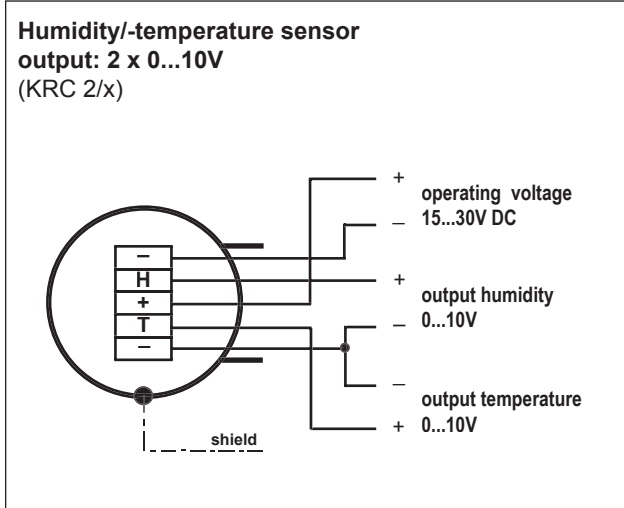 Humidity/-temperature sensor
output: 2 x 0...10V
(KRC 2/x)
+
operating voltage
– 15...30V DC
–
H
+
T
–
+
output humidity
– 0...10V
–
output temperature
+ 0...10V
shield